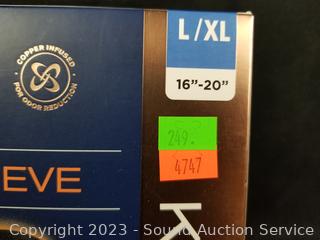 COPPER INFUSED
FOR ODOR REDUCTION
L/XL
16”-20”
249.
4747
EVE
K
Copyright 2023 - Sound Auction Service